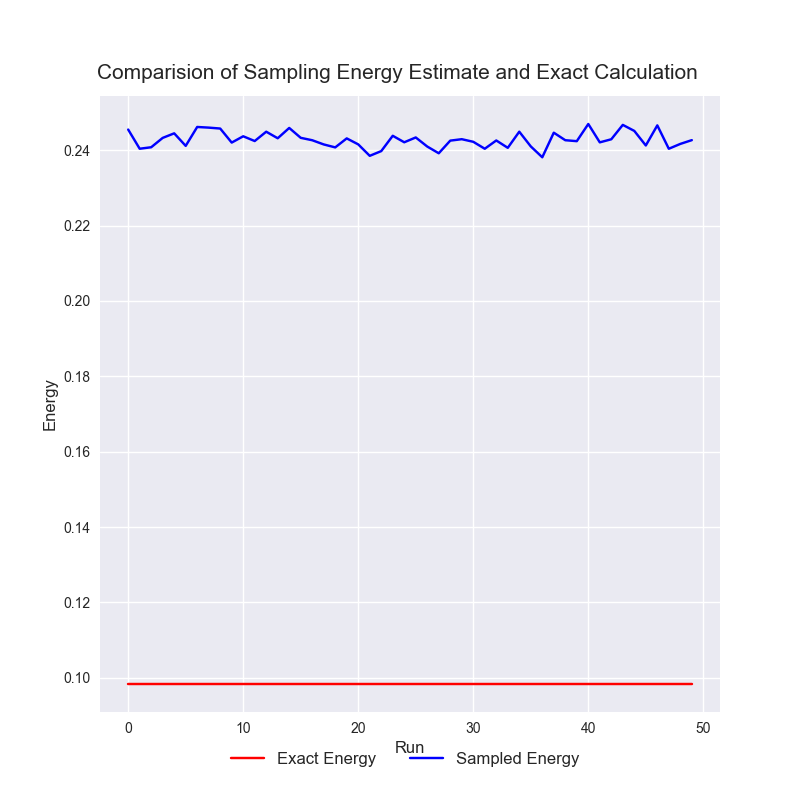 Comparision of Sampling Energy Estimate and Exact Calculation
0.24
0.22
0.20
0.18
0.16
0.14
0.12
0.10
Energy
0 10 20 30 40 50
Run
Exact Energy Sampled Energy